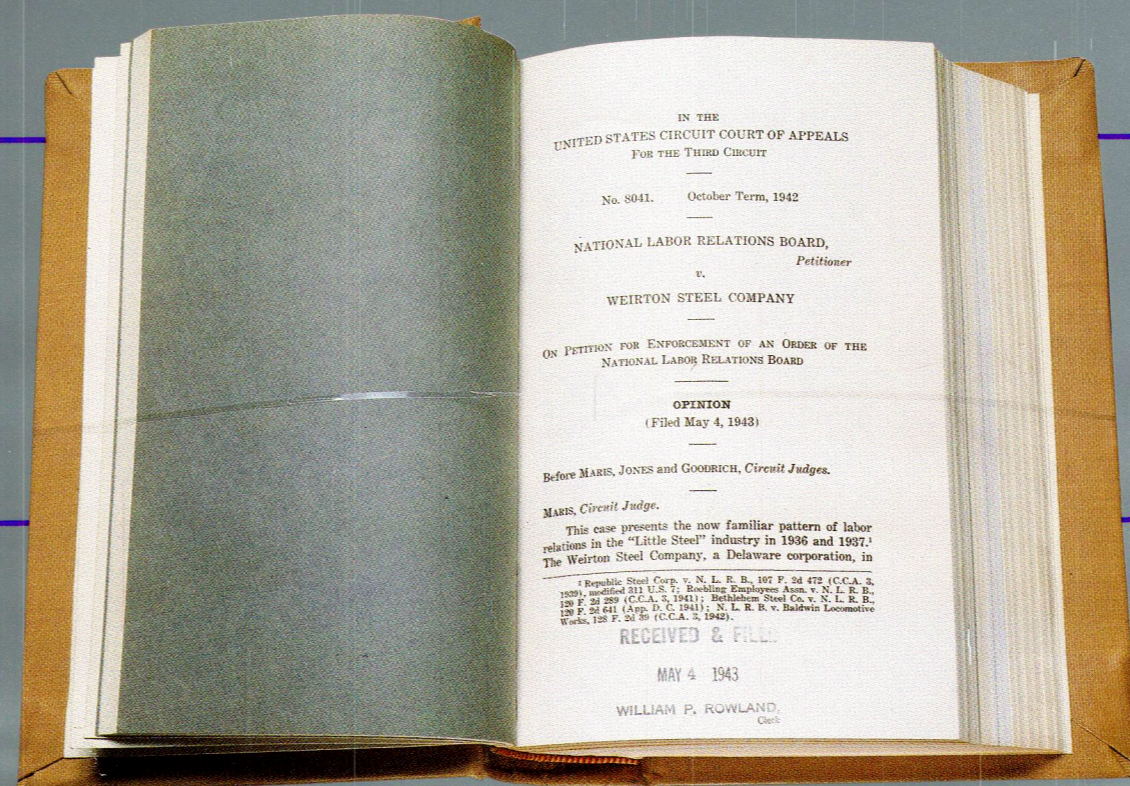 IN THE
UNITED STATES CIRCUIT COURT OF APPEALS
FOR THE THIRD CIRCUIT
No. 8041. October Term, 1942
NATIONAL LABOR RELATIONS BOARD,
Petitioner
v.
WEIRTON STEEL COMPANY
ON PETITION FOR ENFORCEMENT OF AN ORDER OF THE
NATIONAL LABOR RELATIONS BOARD
OPINION
(Filed May 4, 1943)
Before MARIS, JONES and GOODRICH, Circuit Judges.
MARIS, Circuit Judge.
This case presents the now familiar pattern of labor
relations in the “Little Steel” industry in 1936 and 1937.¹
The Weirton Steel Company, a Delaware corporation, in
¹ Republic Steel Corp. v. N. L. R. B., 107 F. 2d 472 (C.C.A. 3,
1939), modified 311 U.S. 7; Roebling Employees Assn. v. N. L. R. B.,
120 F. 2d 289 (C.C.A. 3, 1941); Bethlehem Steel Co. v. N. L. R. B.,
120 F. 2d 641 (App. D. C. 1941); N. L. R. B. v. Baldwin Locomotive
Works, 128 F. 2d 39 (C.C.A. 3, 1942).
RECEIVED &
MAY 4 1943
WILLIAM P. ROWLAND,
Clerk